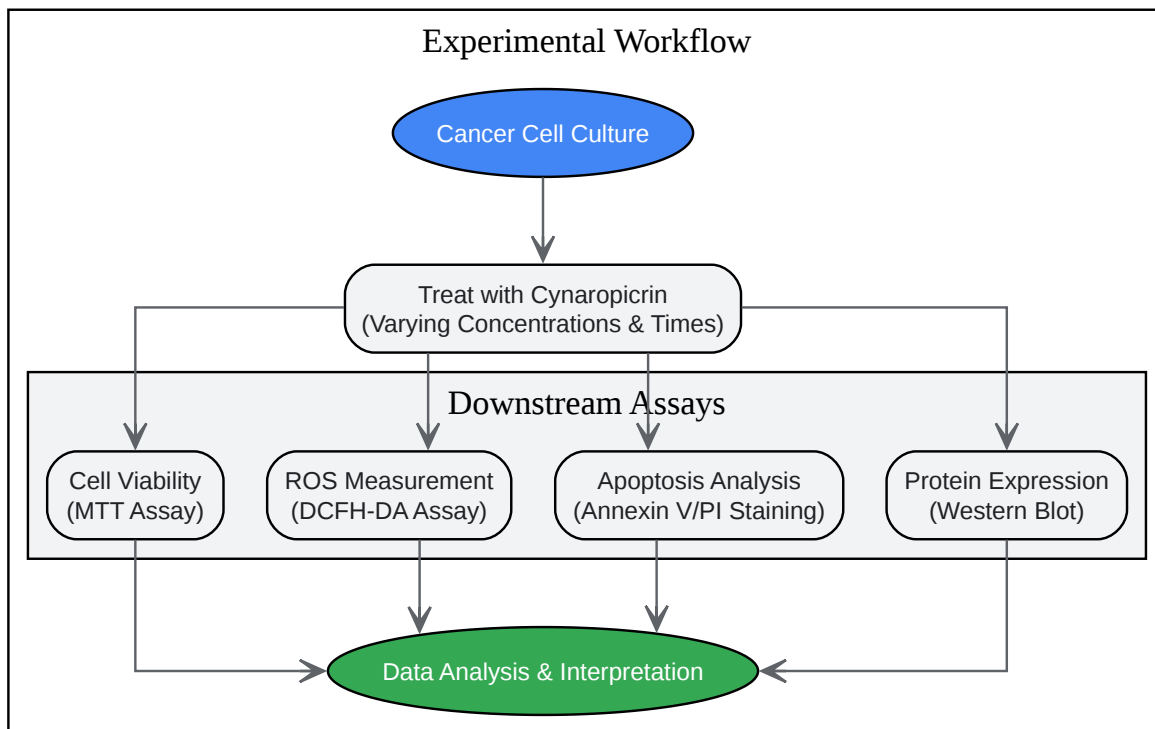 Experimental Workflow
Cancer Cell Culture
Treat with Cynaropicrin
(Varying Concentrations & Times)
Downstream Assays
Cell Viability
(MTT Assay)
ROS Measurement
(DCFH-DA Assay)
Apoptosis Analysis
(Annexin V/PI Staining)
Protein Expression
(Western Blot)
Data Analysis & Interpretation